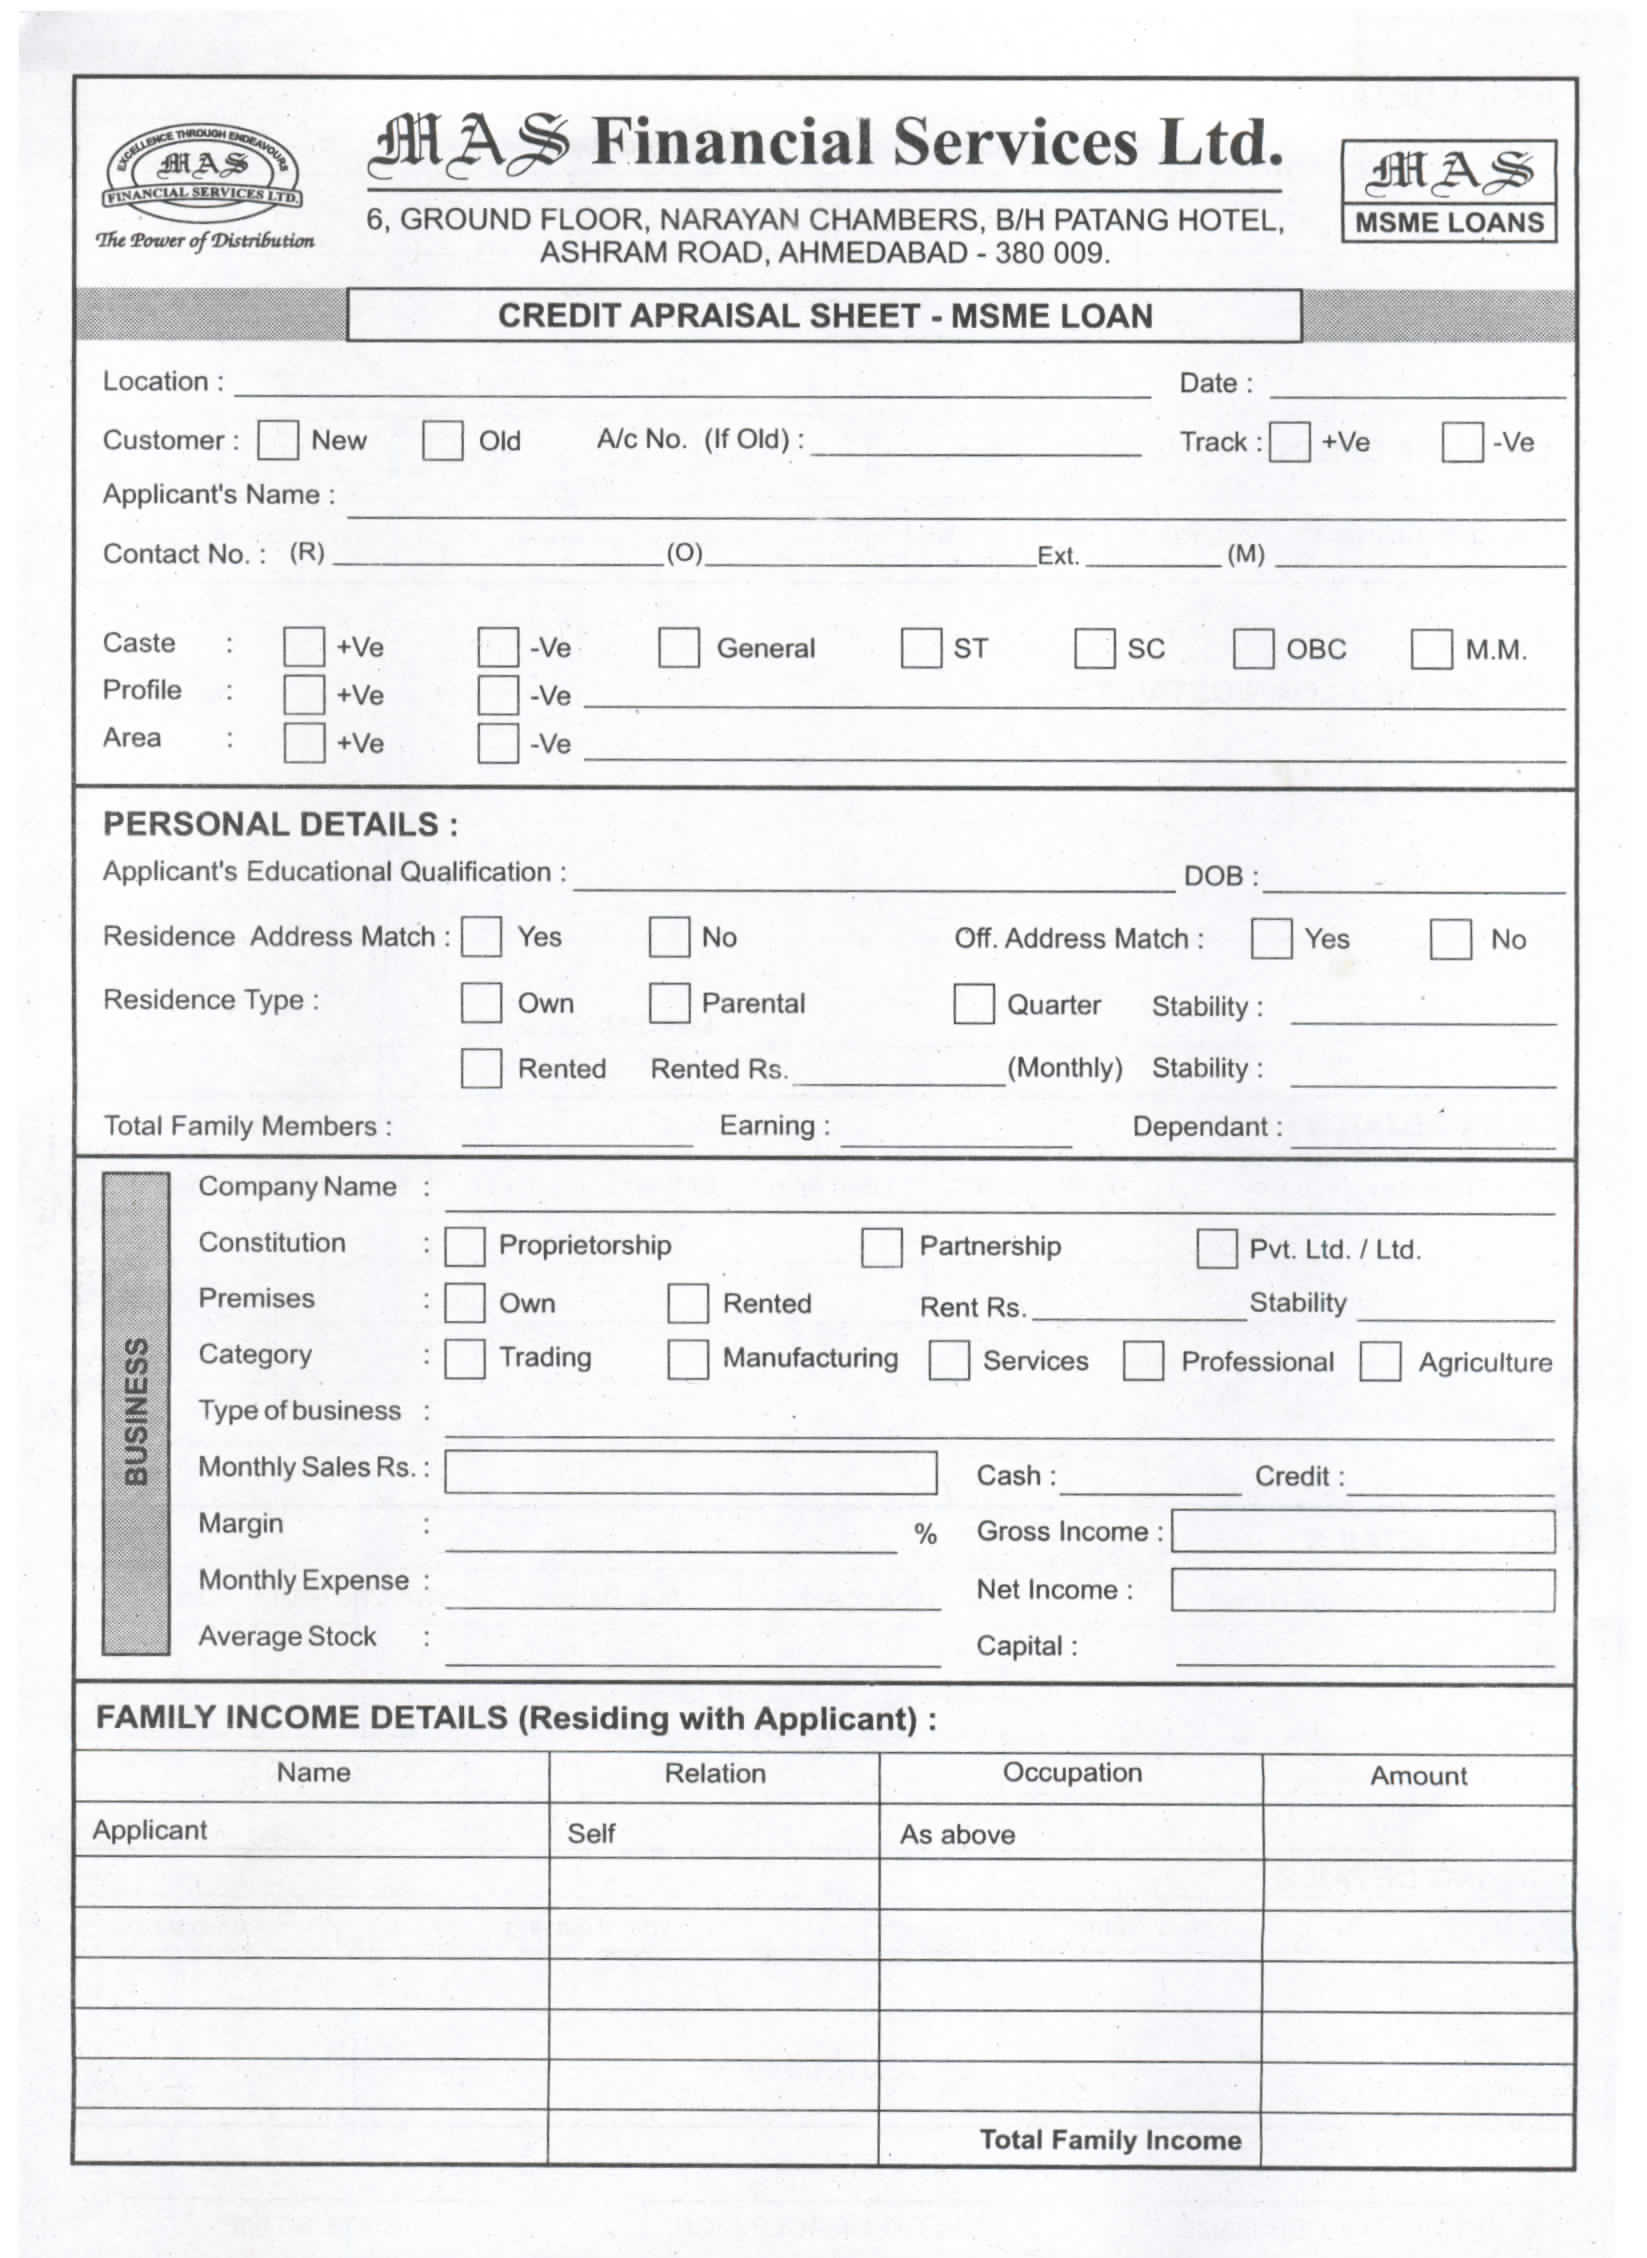 EXCELLENCE THROUGH ENDEAVOURS
MAS
FINANCIAL SERVICES LTD.
The Power of Distribution
MAS Financial Services Ltd.
6, GROUND FLOOR, NARAYAN CHAMBERS, B/H PATANG HOTEL,
ASHRAM ROAD, AHMEDABAD - 380 009.
MAS
MSME LOANS
CREDIT APRAISAL SHEET - MSME LOAN
Location : Date :
Customer : New Old A/c No. (If Old) : Track : +Ve -Ve
Applicant's Name :
Contact No. : (R) (O) Ext. (M)
Caste : +Ve -Ve General ST SC OBC M.M.
Profile : +Ve -Ve
Area : +Ve -Ve
PERSONAL DETAILS :
Applicant's Educational Qualification : DOB :
Residence Address Match : Yes No Off. Address Match : Yes No
Residence Type : Own Parental Quarter Stability :
Rented Rented Rs. (Monthly) Stability :
Total Family Members : Earning : Dependant :
BUSINESS
Company Name :
Constitution : Proprietorship Partnership Pvt. Ltd. / Ltd.
Premises : Own Rented Rent Rs. Stability
Category : Trading Manufacturing Services Professional Agriculture
Type of business :
Monthly Sales Rs. : Cash : Credit :
Margin : % Gross Income :
Monthly Expense : Net Income :
Average Stock : Capital :
FAMILY INCOME DETAILS (Residing with Applicant) :
Name Relation Occupation Amount
Applicant Self As above
Total Family Income